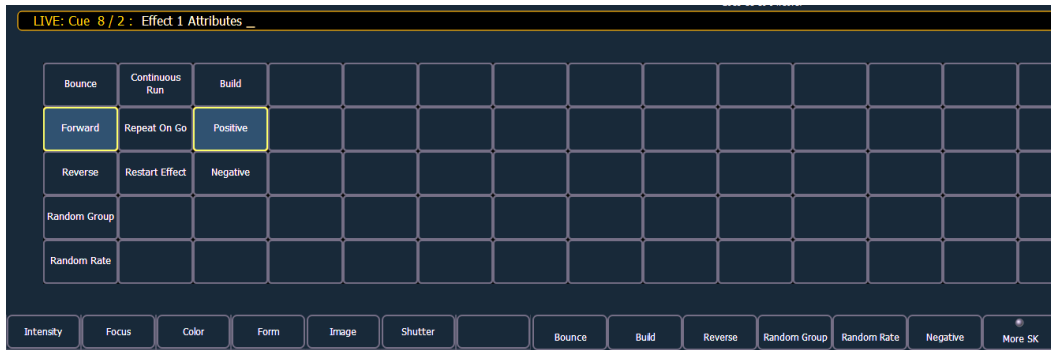 LIVE: Cue 8 / 2 : Effect 1 Attributes _
Bounce
Continuous
Run
Build
Forward
Repeat On Go
Positive
Reverse
Restart Effect
Negative
Random Group
Random Rate
Intensity
Focus
Color
Form
Image
Shutter
Bounce
Build
Reverse
Random Group
Random Rate
Negative
More SK